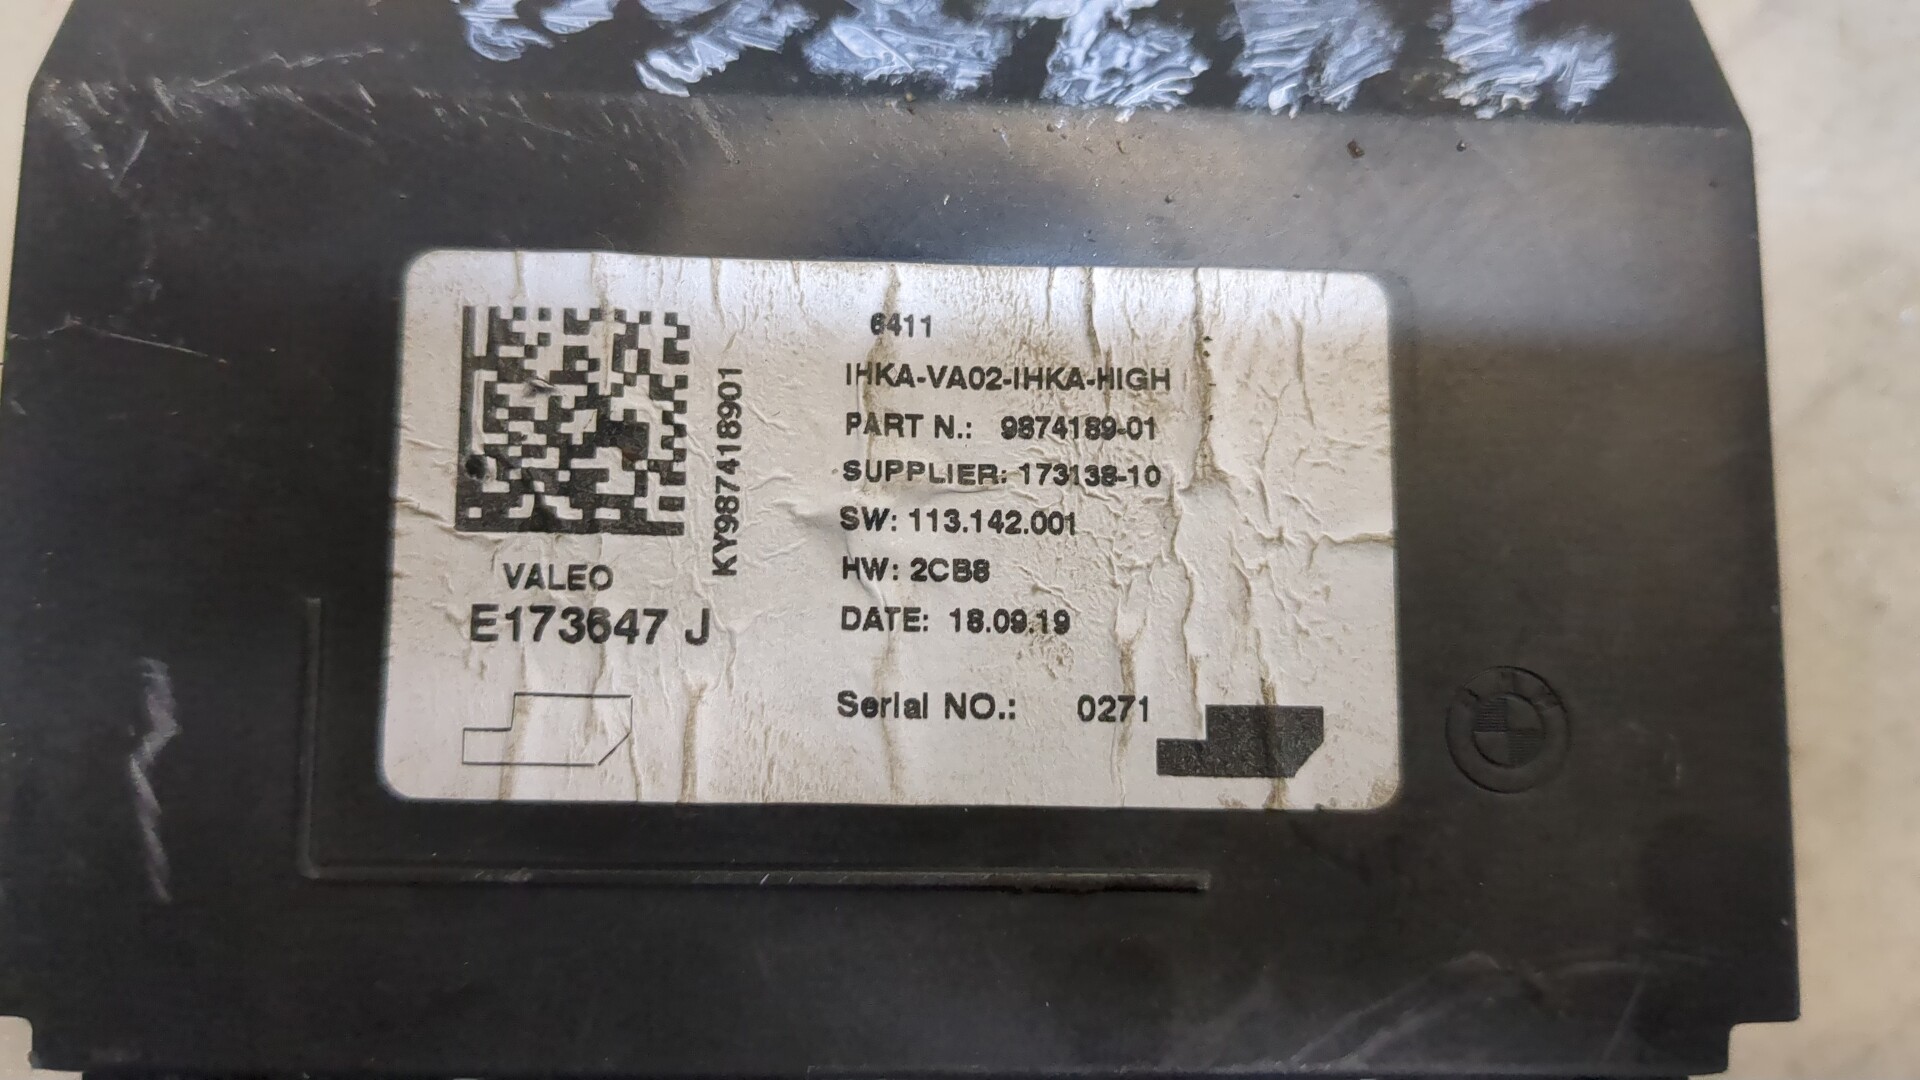 6411
IHKA-VA02-IHKA-HIGH
PART N.: 9874189-01
SUPPLIER: 173138-10
SW: 113.142.001
HW: 2CB8
DATE: 18.09.19
Serial NO.: 0271
KY987418901
VALEO
E173647 J